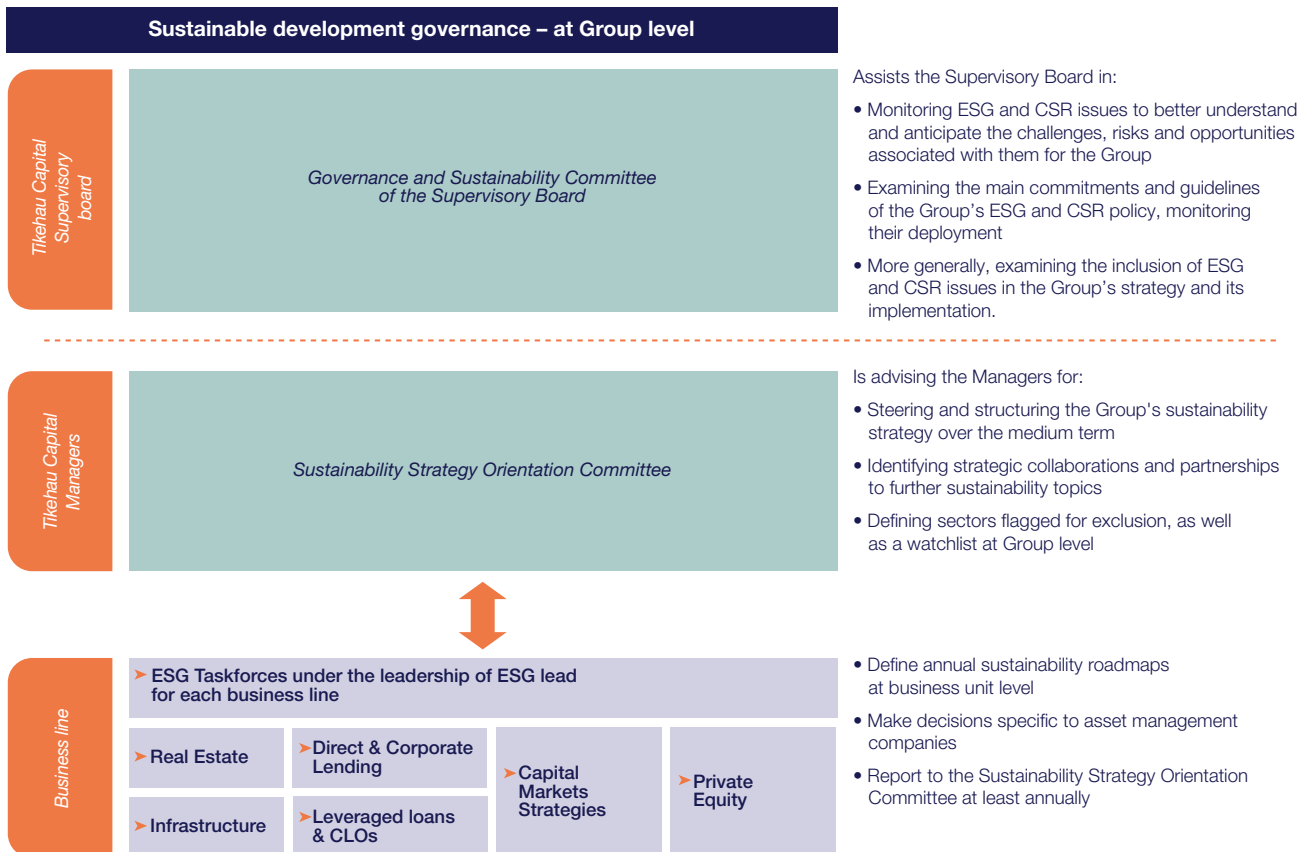 Sustainable development governance – at Group level
Tikehau Capital
Supervisory
board
Governance and Sustainability Committee
of the Supervisory Board
Assists the Supervisory Board in:
• Monitoring ESG and CSR issues to better understand
and anticipate the challenges, risks and opportunities
associated with them for the Group
• Examining the main commitments and guidelines
of the Group’s ESG and CSR policy, monitoring
their deployment
• More generally, examining the inclusion of ESG
and CSR issues in the Group’s strategy and its
implementation.
Tikehau Capital
Managers
Sustainability Strategy Orientation Committee
Is advising the Managers for:
• Steering and structuring the Group's sustainability
strategy over the medium term
• Identifying strategic collaborations and partnerships
to further sustainability topics
• Defining sectors flagged for exclusion, as well
as a watchlist at Group level
Business line
➤ ESG Taskforces under the leadership of ESG lead
for each business line
➤ Real Estate
➤ Infrastructure
➤ Direct & Corporate
Lending
➤ Leveraged loans
& CLOs
➤ Capital
Markets
Strategies
➤ Private
Equity
• Define annual sustainability roadmaps
at business unit level
• Make decisions specific to asset management
companies
• Report to the Sustainability Strategy Orientation
Committee at least annually